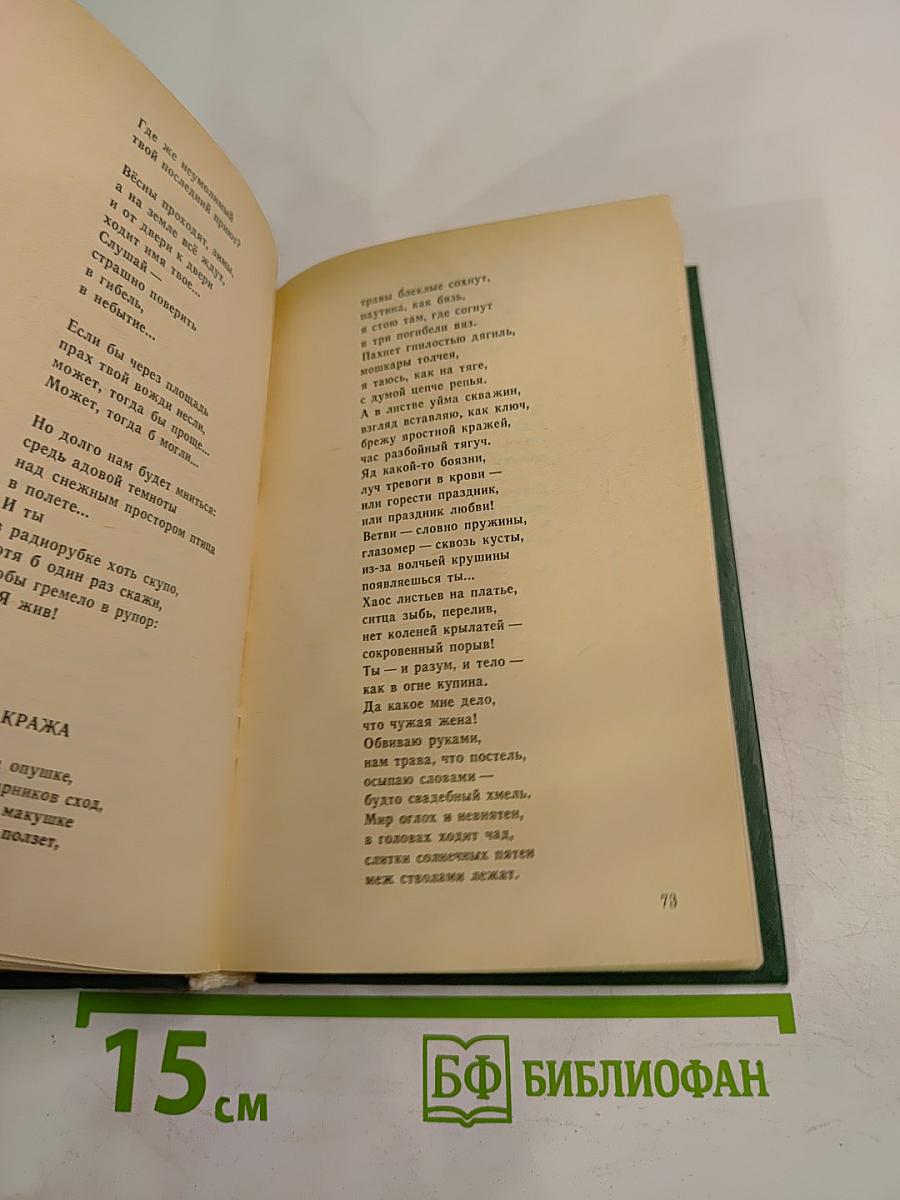 Где же неумолимый
твой последний приют?
Вёсны проходят, зимы,
а на земле всё ждут,
и от двери к двери
ходит имя твое...
Слушай —
страшно поверить
в гибель,
в небытие...
Если бы через площадь
прах твой вожди несли,
может, тогда бы проще...
Может, тогда б могли...
Но долго нам будет мниться:
средь адовой темноты
над снежным простором птица
в полете...
И ты
в радиорубке хоть скупо,
отя б один раз скажи,
обы гремело в рупор:
Я жив!
КРАЖА
опушке,
рников сход,
макушке
ползет,
травы блеклые сохнут,
паутина, как бязь,
я стою там, где согнут
в три погибели вяз.
Пахнет гнилостью дягиль,
мошкары толчея,
я таюсь, как на тяге,
с думой цепче репья.
А в листве уйма скважин,
взгляд вставляю, как ключ,
брежу яростной кражей,
час разбойный тягуч.
Яд какой-то боязни,
луч тревоги в крови —
или горести праздник,
или праздник любви!
Ветви — словно пружины,
глазомер — сквозь кусты,
из-за волчьей крушины
появляешься ты...
Хаос листьев на платье,
ситца зыбь, перелив,
нет коленей крылатей —
сокровенный порыв!
Ты — и разум, и тело —
как в огне купина.
Да какое мне дело,
что чужая жена!
Обвиваю руками,
нам трава, что постель,
осыпаю словами —
будто свадебный хмель.
Мир оглох и невнятен,
в головах ходит чад,
слитки солнечных пятен
меж стволами лежат.
73
15 см
БФ БИБЛИОФАН